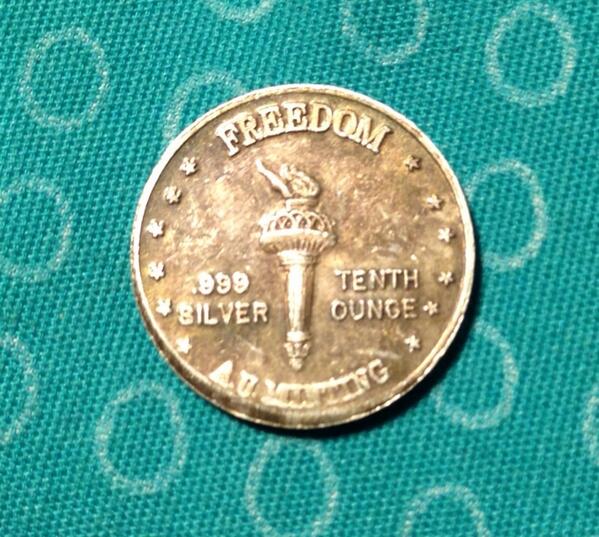 FREEDOM
.999 TENTH
SILVER OUNCE
A.U. MINTING